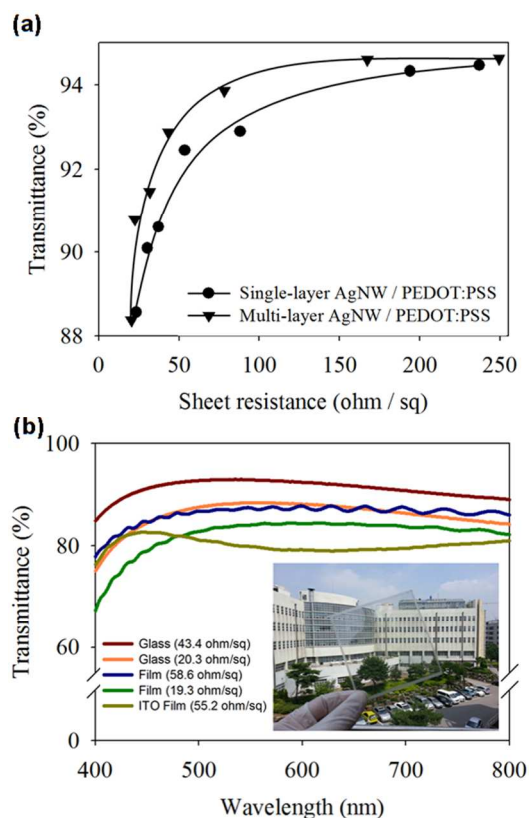 (a)
94
92
90
88
Transmittance (%)
Single-layer AgNW / PEDOT:PSS
Multi-layer AgNW / PEDOT:PSS
0 50 100 150 200 250
Sheet resistance (ohm / sq)
(b)
100
80
60
0
Transmittance (%)
Glass (43.4 ohm/sq)
Glass (20.3 ohm/sq)
Film (58.6 ohm/sq)
Film (19.3 ohm/sq)
ITO Film (55.2 ohm/sq)
400 500 600 700 800
Wavelength (nm)